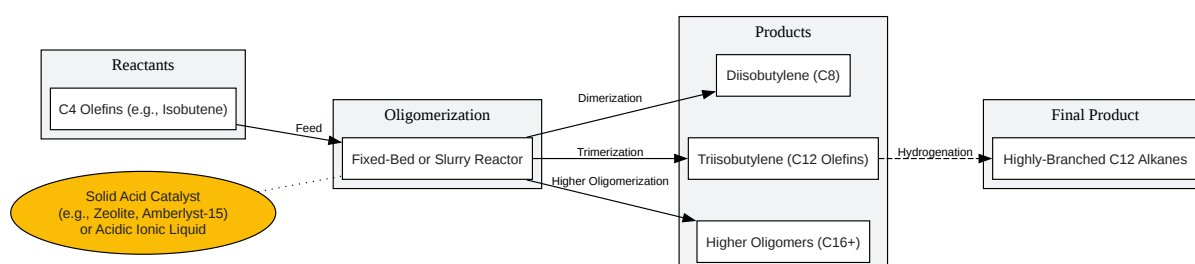 Reactants
C4 Olefins (e.g., Isobutene)
Solid Acid Catalyst
(e.g., Zeolite, Amberlyst-15)
or Acidic Ionic Liquid
Feed
Oligomerization
Fixed-Bed or Slurry Reactor
Dimerization
Trimerization
Higher Oligomerization
Products
Diisobutylene (C8)
Triisobutylene (C12 Olefins)
Higher Oligomers (C16+)
Hydrogenation
Final Product
Highly-Branched C12 Alkanes